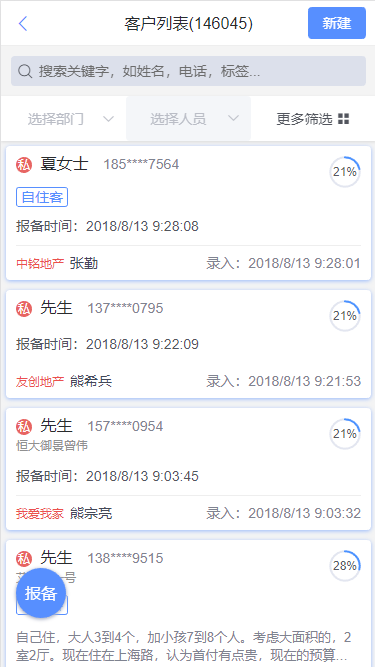 客户列表(146045)
新建
搜索关键字，如姓名，电话，标签...
选择部门
选择人员
更多筛选
私 夏女士 185****7564 21%
自住客
报备时间：2018/8/13 9:28:08
中铭地产 张勤 录入：2018/8/13 9:28:01
私 先生 137****0795 21%
报备时间：2018/8/13 9:22:09
友创地产 熊希兵 录入：2018/8/13 9:21:53
私 先生 157****0954 21%
恒大御景曾伟
报备时间：2018/8/13 9:03:45
我爱我家 熊宗亮 录入：2018/8/13 9:03:32
私 先生 138****9515 28%
号
报备
自己住，大人3到4个，加小孩7到8个人。考虑大面积的，2
室2厅。现在住在上海路，认为首付有点贵，现在的预算...